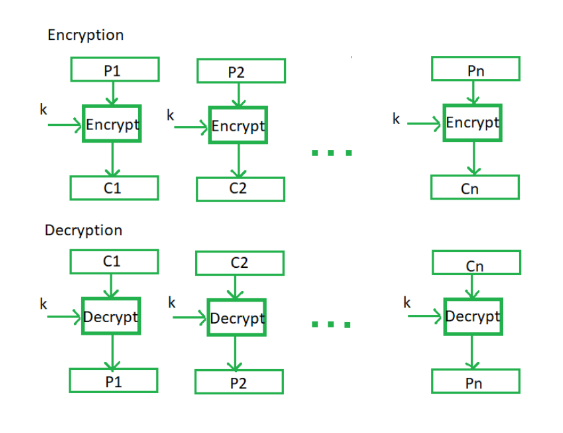 Encryption
P1 P2 Pn
k Encrypt k Encrypt k Encrypt
C1 C2 Cn
Decryption
C1 C2 Cn
k Decrypt k Decrypt k Decrypt
P1 P2 Pn